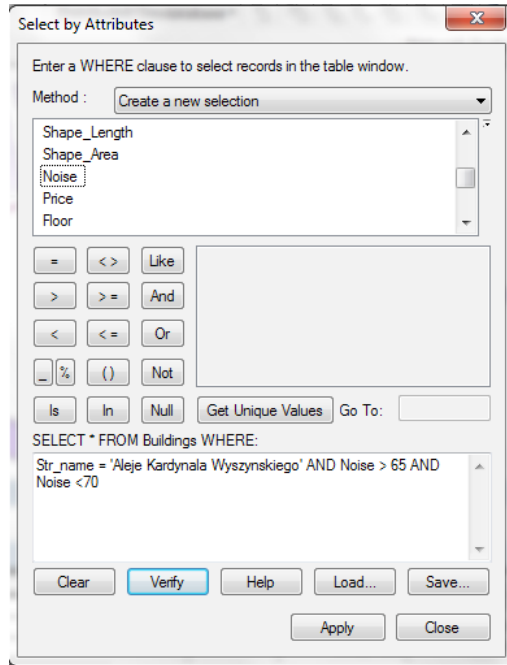 Select by Attributes
x
Enter a WHERE clause to select records in the table window.
Method : Create a new selection
Shape_Length
Shape_Area
Noise
Price
Floor
= <> Like
> >= And
< <= Or
_ % () Not
Is In Null Get Unique Values Go To:
SELECT * FROM Buildings WHERE:
Str_name = 'Aleje Kardynala Wyszynskiego' AND Noise > 65 AND
Noise <70
Clear Verify Help Load... Save...
Apply Close